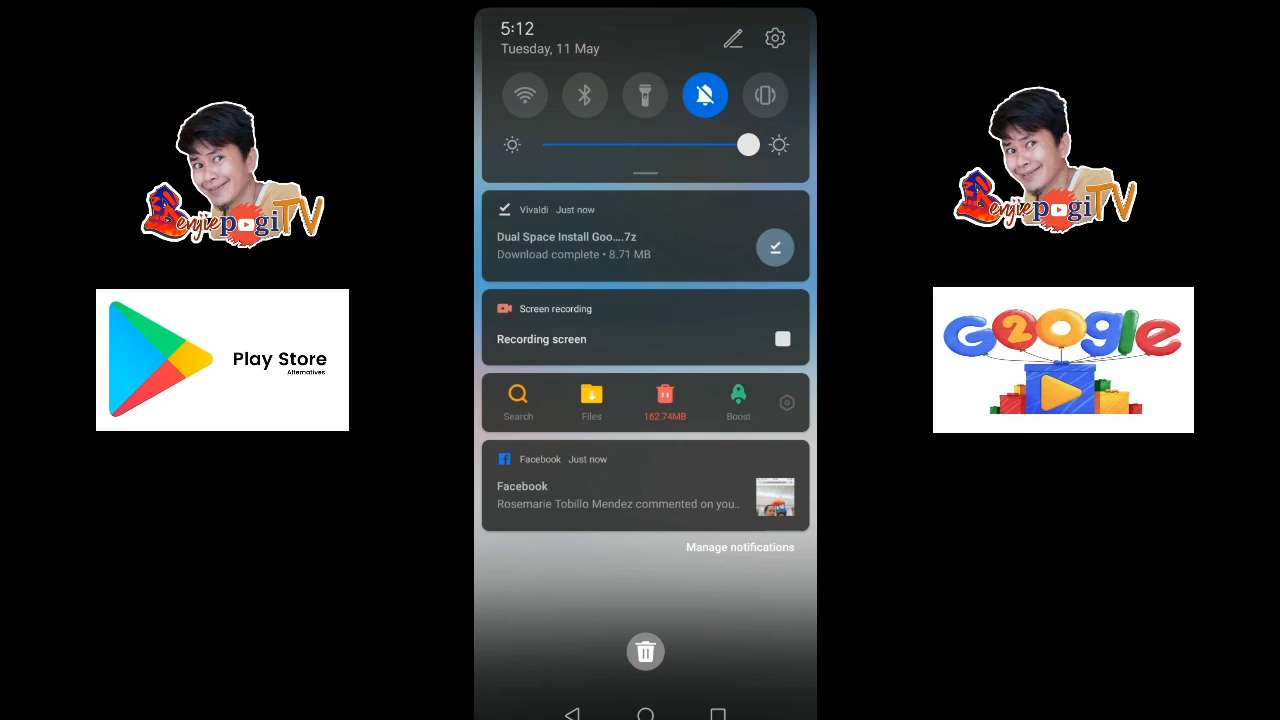 5:12
Tuesday, 11 May
Vivaldi Just now
Dual Space Install Goo....7z
Download complete • 8.71 MB
Screen recording
Recording screen
Search Files 162.74MB Boost
Facebook Just now
Facebook
Rosemarie Tobillo Mendez commented on you..
Manage notifications
BenjiepogiTV
Play Store
Alternatives
BenjiepogiTV
G2OOglE